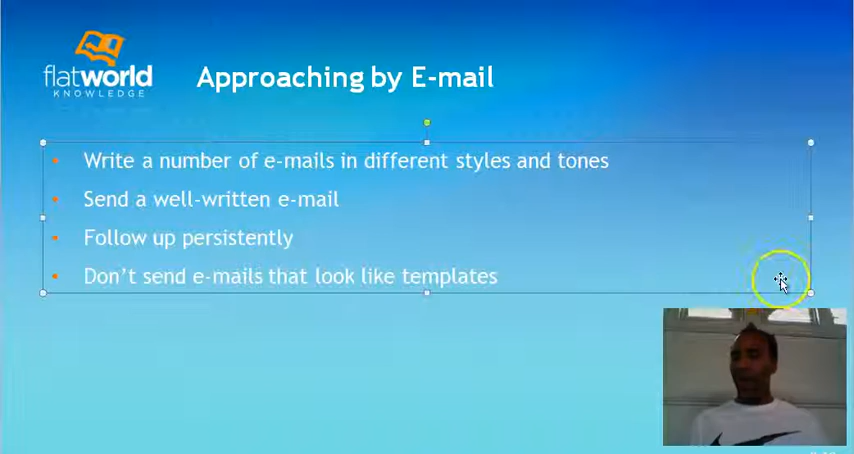 flatworld
KNOWLEDGE
Approaching by E-mail
• Write a number of e-mails in different styles and tones
• Send a well-written e-mail
• Follow up persistently
• Don't send e-mails that look like templates